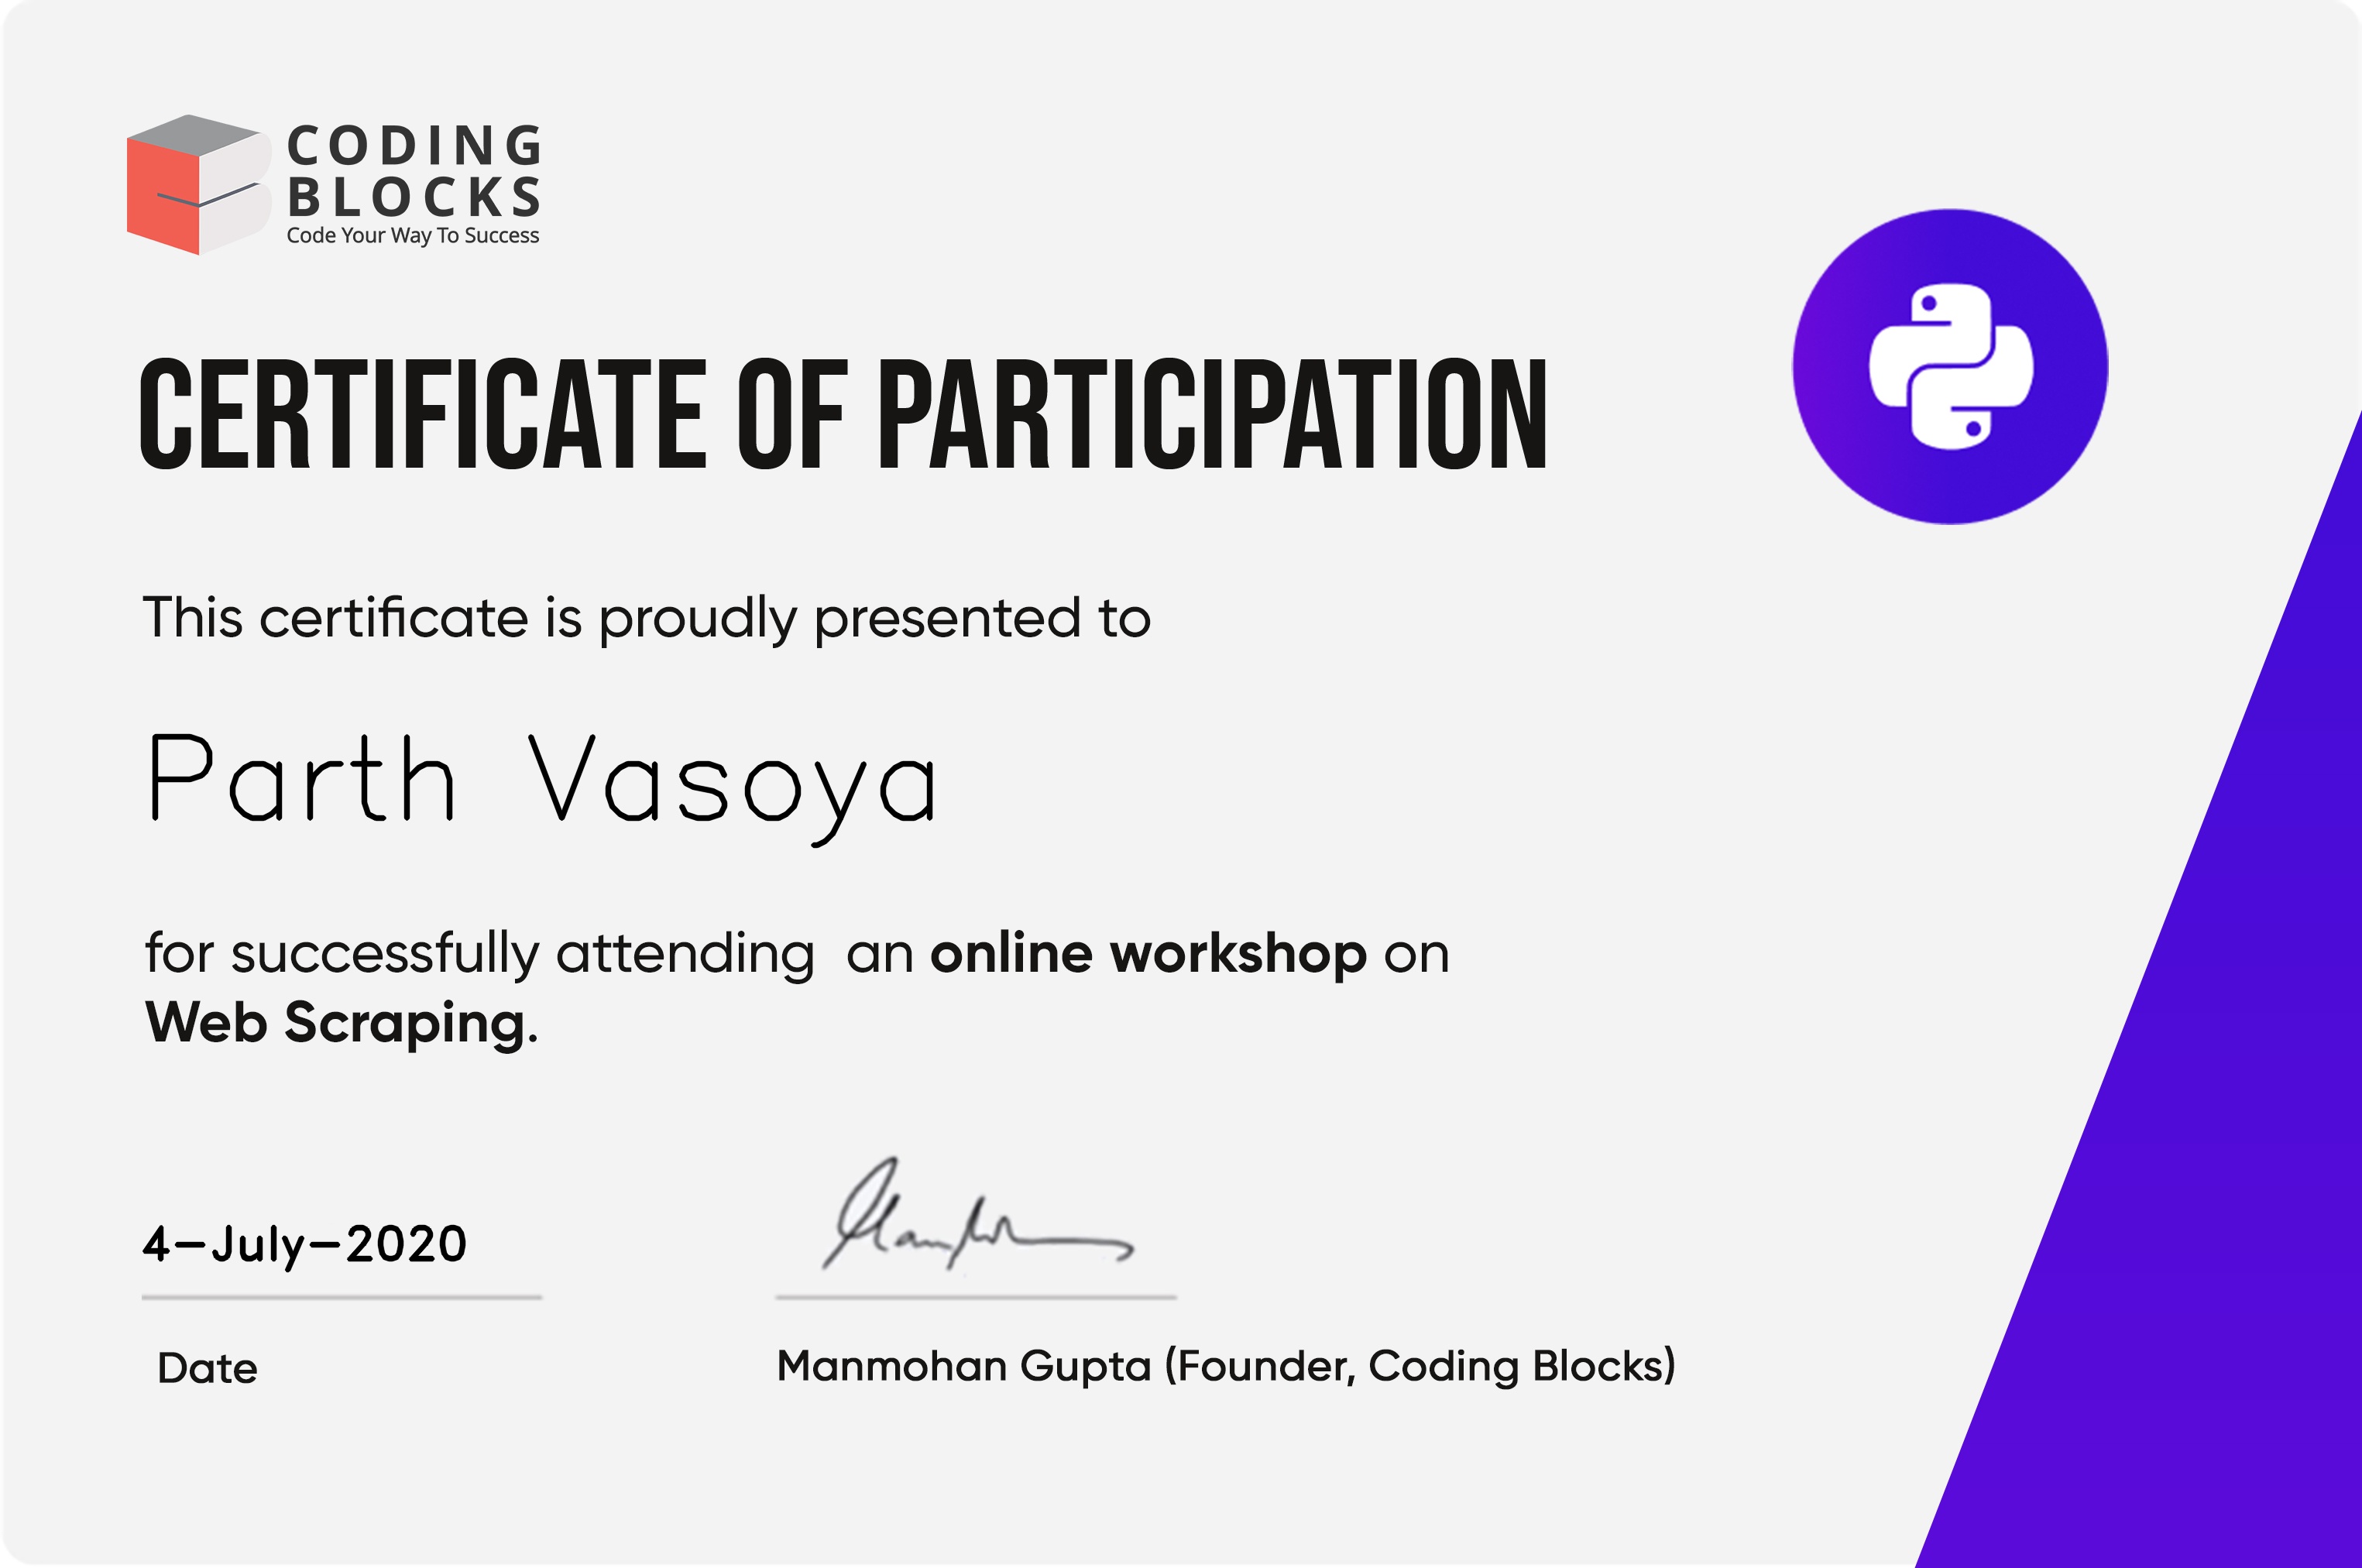 CODING
BLOCKS
Code Your Way To Success
CERTIFICATE OF PARTICIPATION
This certificate is proudly presented to
Parth Vasoya
for successfully attending an online workshop on
Web Scraping.
4-July-2020
Date
Manmohan Gupta (Founder, Coding Blocks)